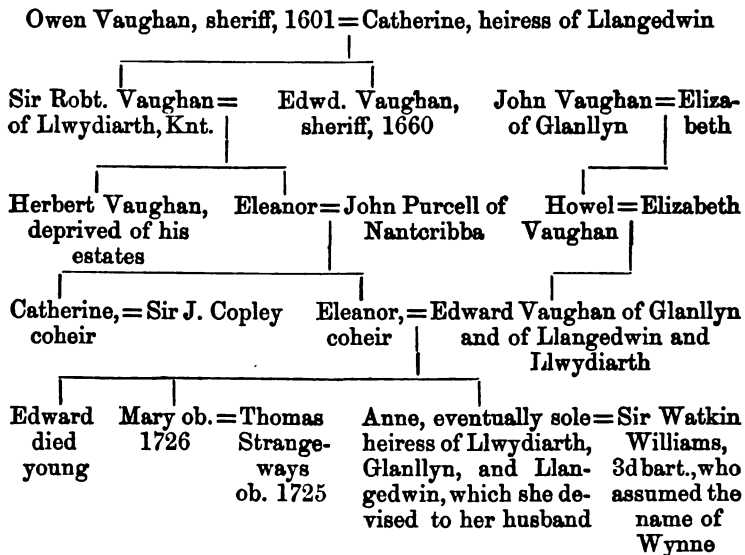 Owen Vaughan, sheriff, 1601=Catherine, heiress of Llangedwin
Sir Robt. Vaughan=
of Llwydiarth, Knt.
Edwd. Vaughan,
sheriff, 1660
John Vaughan=Eliza-
of Glanllyn beth
Herbert Vaughan,
deprived of his
estates
Eleanor=John Purcell of
Nantcribba
Howel=Elizabeth
Vaughan
Catherine,=Sir J. Copley
coheir
Eleanor,=Edward Vaughan of Glanllyn
coheir and of Llangedwin and
Llwydiarth
Edward
died
young
Mary ob.=Thomas
1726 Strange-
ways
ob. 1725
Anne, eventually sole=Sir Watkin
heiress of Llwydiarth, Williams,
Glanllyn, and Llan- 3d bart., who
gedwin, which she de- assumed the
vised to her husband name of
Wynne